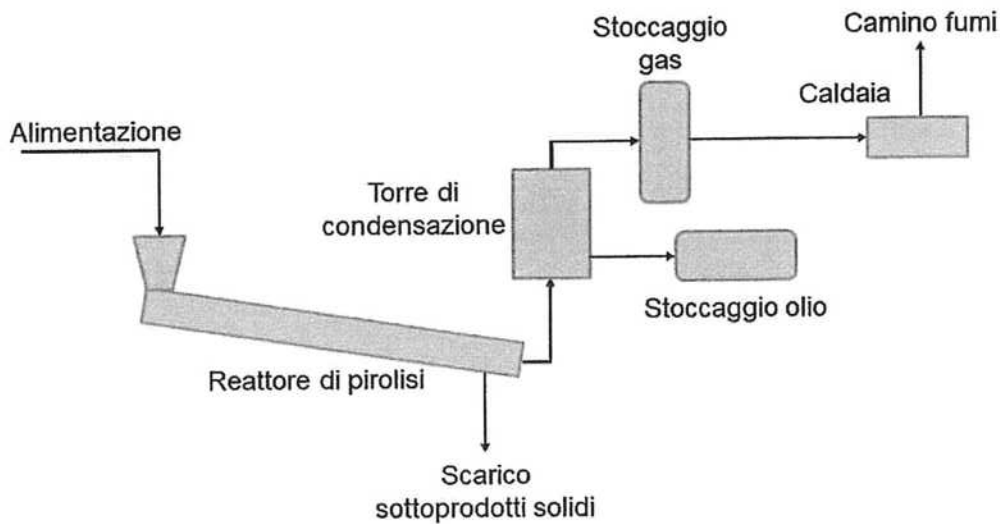 Stoccaggio
gas
Camino fumi
Caldaia
Alimentazione
Torre di
condensazione
Stoccaggio olio
Reattore di pirolisi
Scarico
sottoprodotti solidi